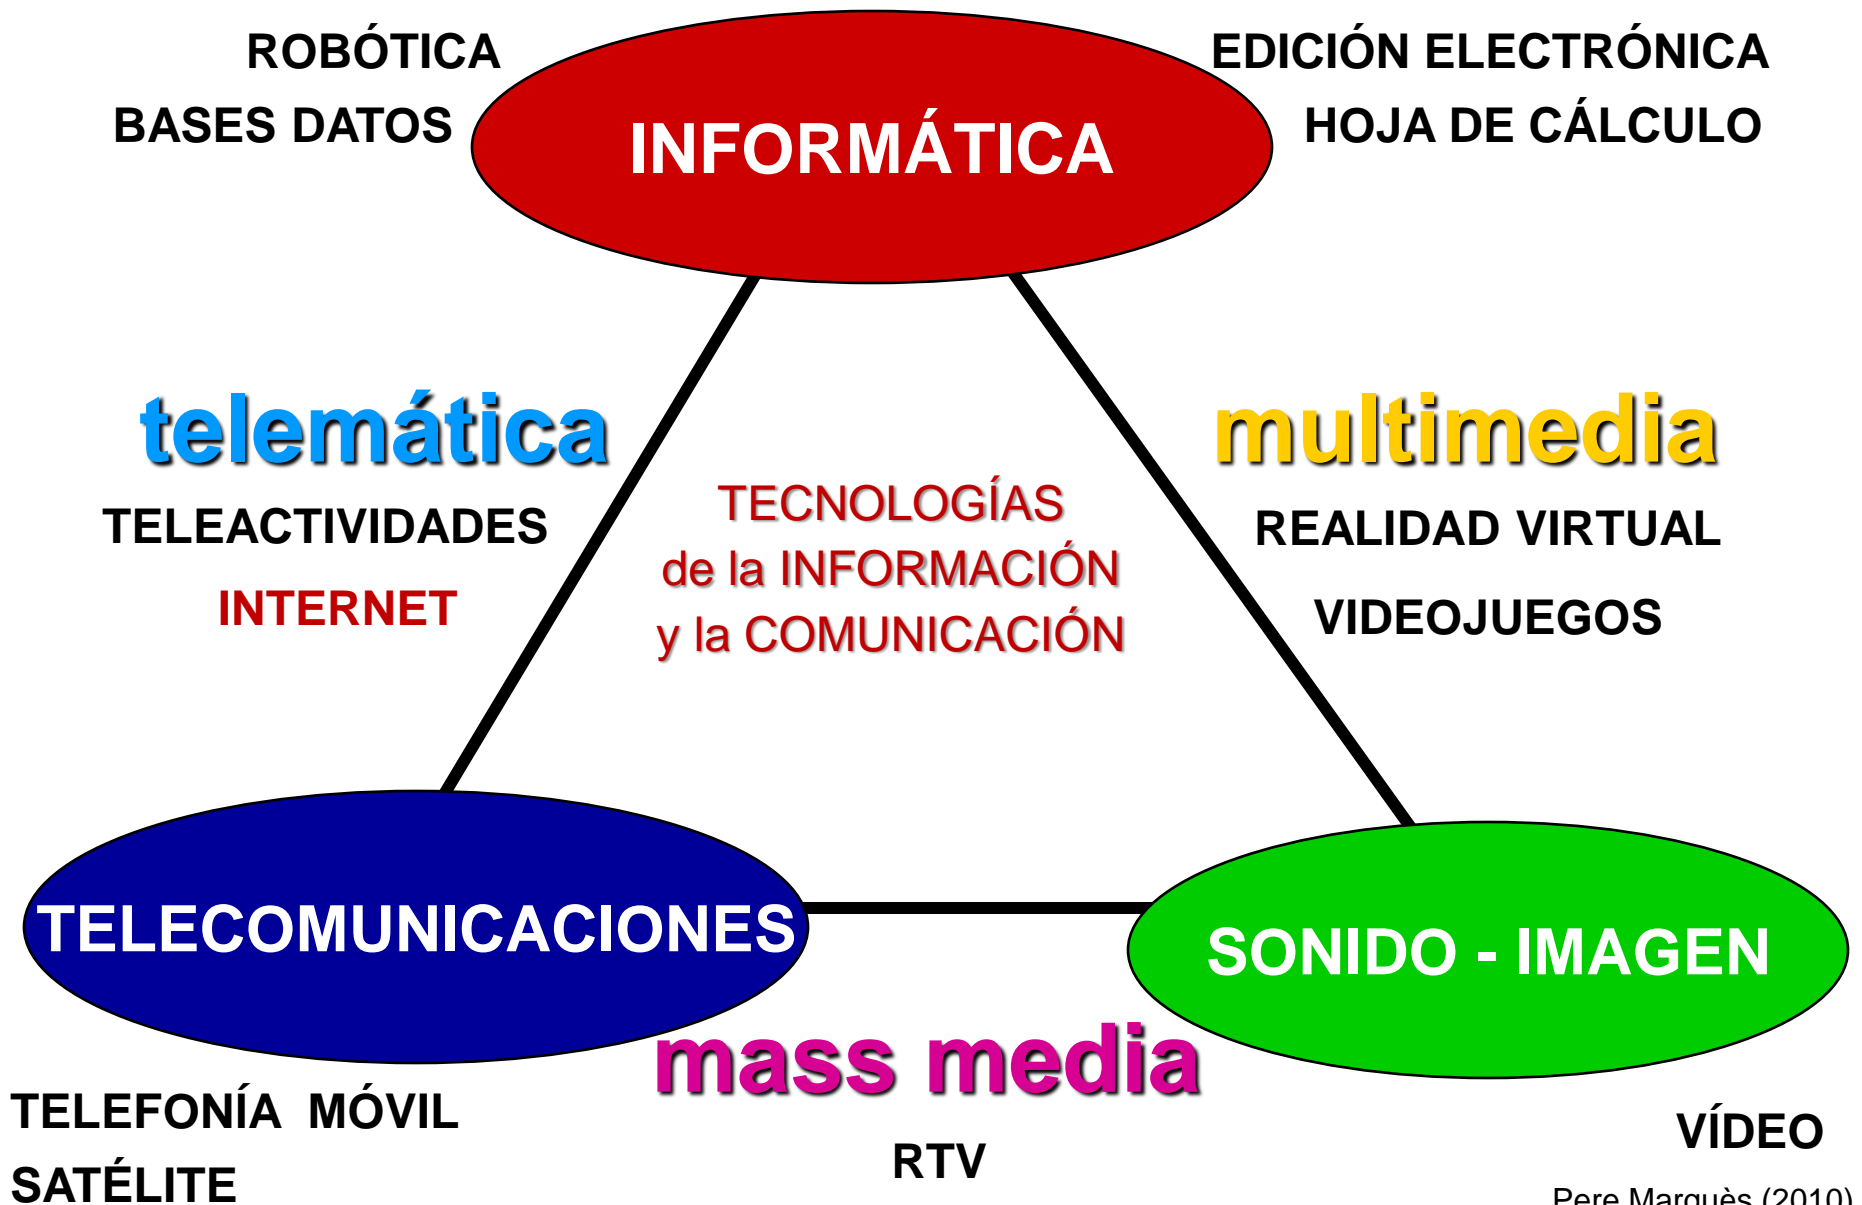 ROBÓTICA
BASES DATOS
INFORMÁTICA
EDICIÓN ELECTRÓNICA
HOJA DE CÁLCULO
telemática
TELEACTIVIDADES
INTERNET
TECNOLOGÍAS
de la INFORMACIÓN
y la COMUNICACIÓN
multimedia
REALIDAD VIRTUAL
VIDEOJUEGOS
TELECOMUNICACIONES
SONIDO - IMAGEN
mass media
RTV
TELEFONÍA MÓVIL
SATÉLITE
VÍDEO
Pere Marquès (2010)